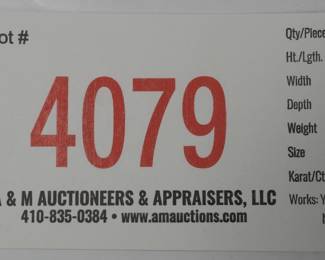 ot #
4079
& M AUCTIONEERS & APPRAISERS, LLC
410-835-0384 • www.amauctions.com
Qty/Piece
Ht./Lgth.
Width
Depth
Weight
Size
Karat/Ct
Works: Y